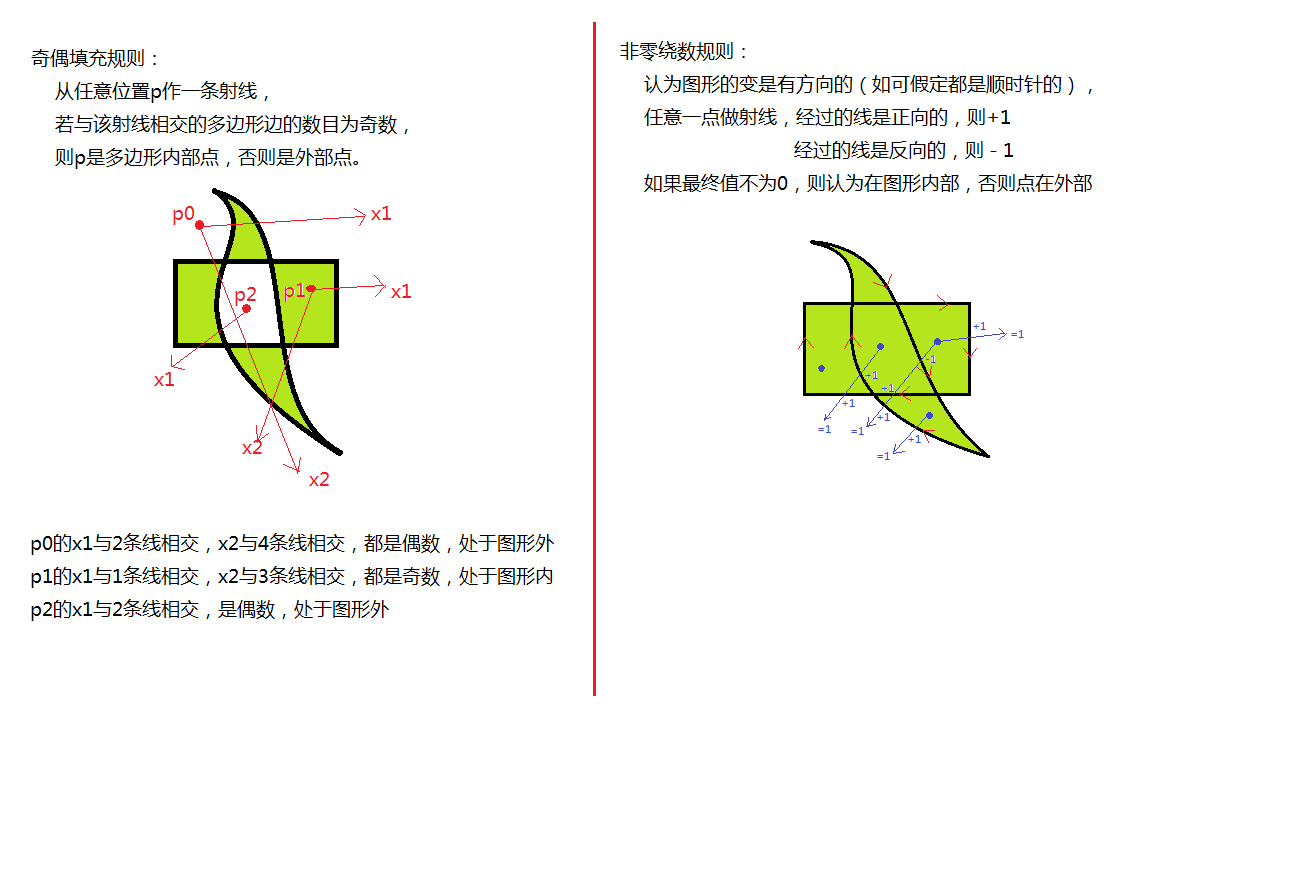 奇偶填充规则：
从任意位置p作一条射线，
若与该射线相交的多边形边的数目为奇数，
则p是多边形内部点，否则是外部点。
p0
x1
p2
p1
x1
x1
x2
x2
p0的x1与2条线相交，x2与4条线相交，都是偶数，处于图形外
p1的x1与1条线相交，x2与3条线相交，都是奇数，处于图形内
p2的x1与2条线相交，是偶数，处于图形外
非零绕数规则：
认为图形的变是有方向的（如可假定都是顺时针的），
任意一点做射线，经过的线是正向的，则+1
经过的线是反向的，则－1
如果最终值不为0，则认为在图形内部，否则点在外部
+1
=1
-1
+1
+1
+1
+1
=1
=1
+1
=1